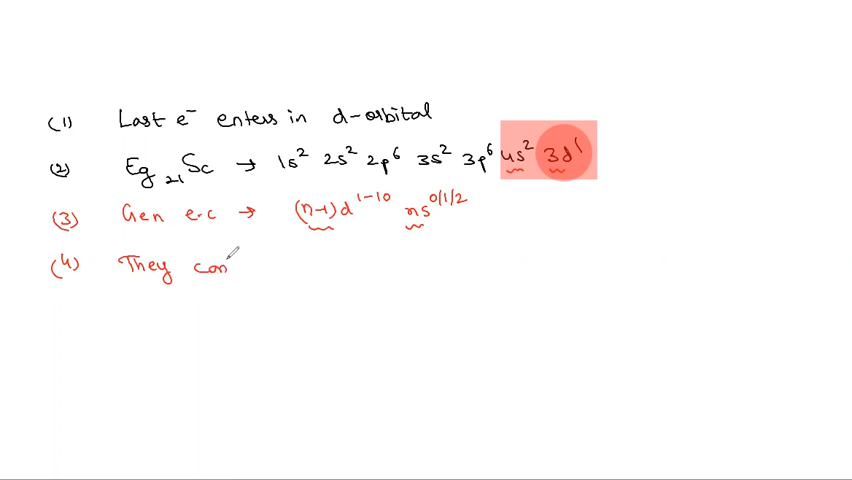 (1) Last e⁻ enters in d-orbital
(2) Eg ₂₁Sc → 1s² 2s² 2p⁶ 3s² 3p⁶ 4s² 3d¹
(3) Gen e.c → (n-1)d¹⁻¹⁰ ns⁰/¹/²
(4) They con